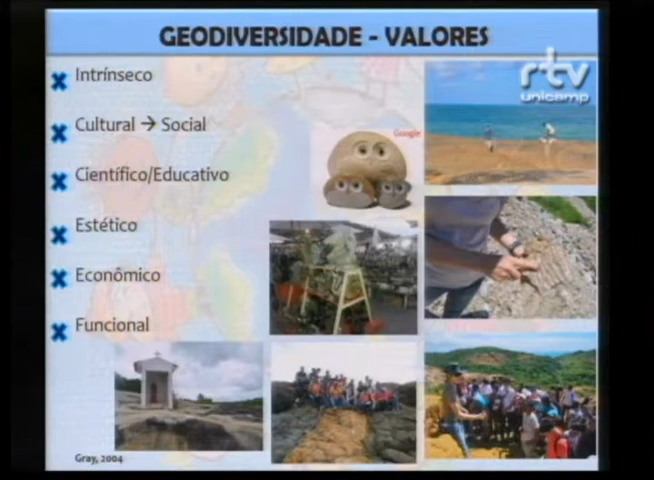 GEODIVERSIDADE - VALORES
rtv
unicamp
Intrínseco
Cultural → Social
Google
Científico/Educativo
Estético
Econômico
Funcional
Gray, 2004